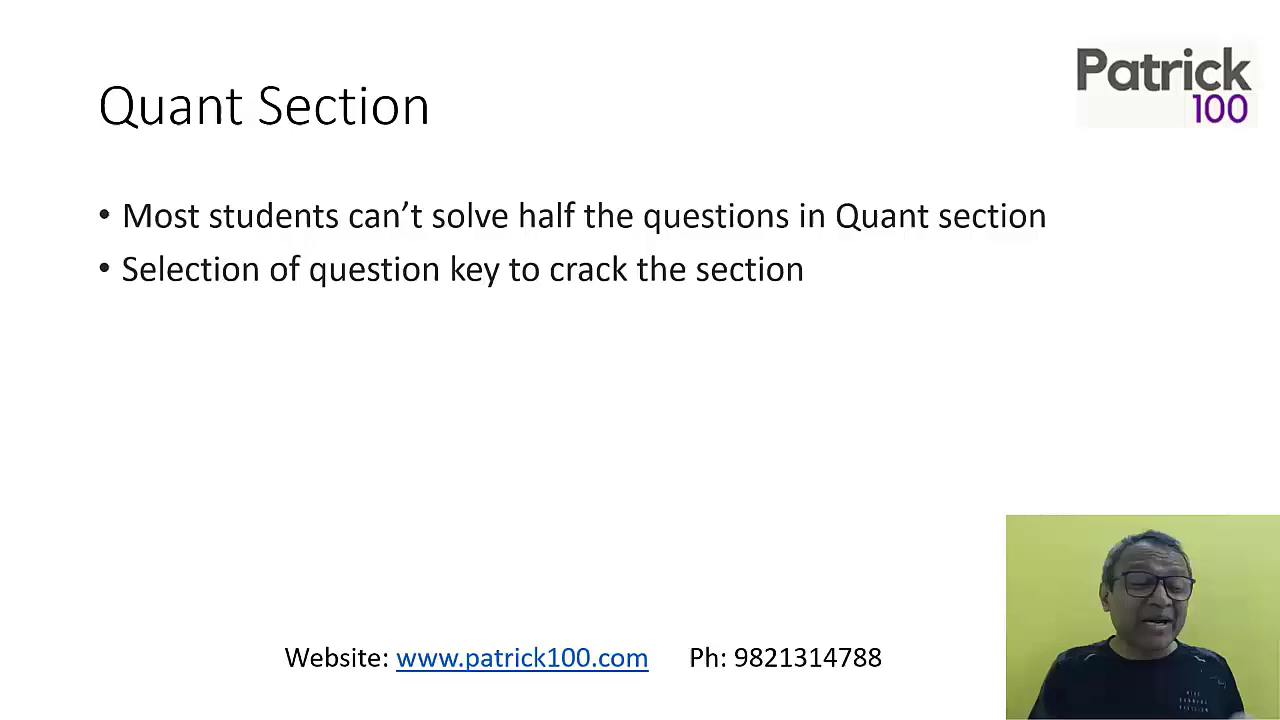 Patrick
100
Quant Section
• Most students can’t solve half the questions in Quant section
• Selection of question key to crack the section
Website: www.patrick100.com Ph: 9821314788